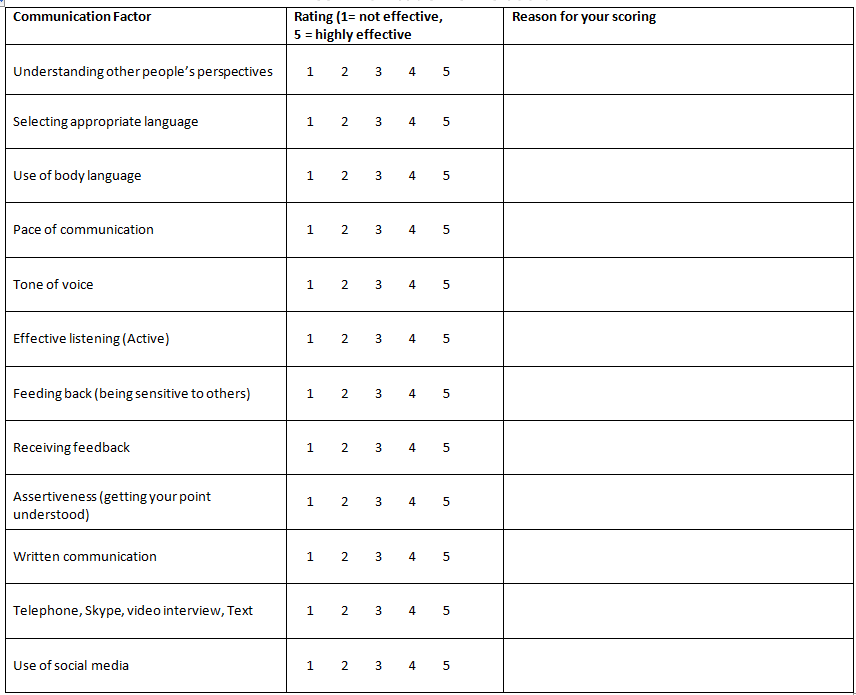 Communication Factor
Rating (1= not effective,
5 = highly effective
Reason for your scoring
Understanding other people's perspectives 1 2 3 4 5
Selecting appropriate language 1 2 3 4 5
Use of body language 1 2 3 4 5
Pace of communication 1 2 3 4 5
Tone of voice 1 2 3 4 5
Effective listening (Active) 1 2 3 4 5
Feeding back (being sensitive to others) 1 2 3 4 5
Receiving feedback 1 2 3 4 5
Assertiveness (getting your point
understood) 1 2 3 4 5
Written communication 1 2 3 4 5
Telephone, Skype, video interview, Text 1 2 3 4 5
Use of social media 1 2 3 4 5